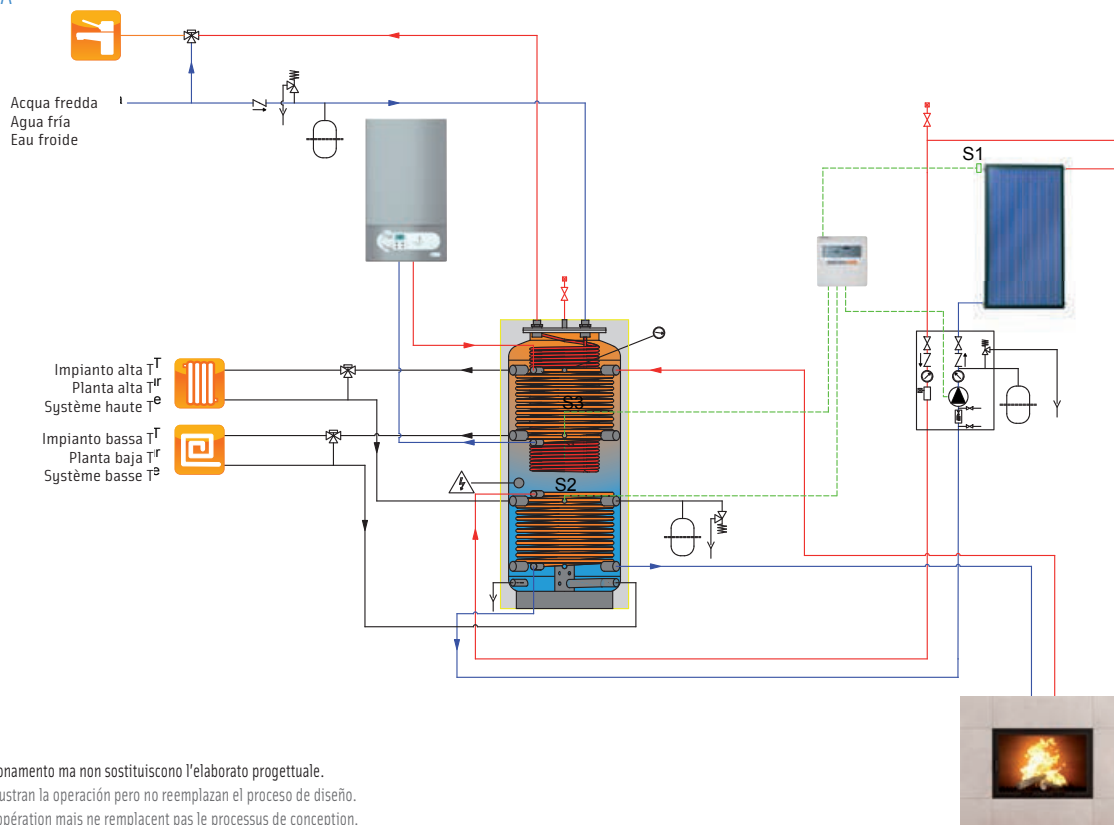 A
Acqua fredda
Agua fría
Eau froide
S1
Impianto alta T
Planta alta T
Système haute T
S3
Impianto bassa T
Planta baja T
Système basse T
S2
onamento ma non sostituiscono l'elaborato progettuale.
ustran la operación pero no reemplazan el proceso de diseño.
opération mais ne remplacent pas le processus de conception.